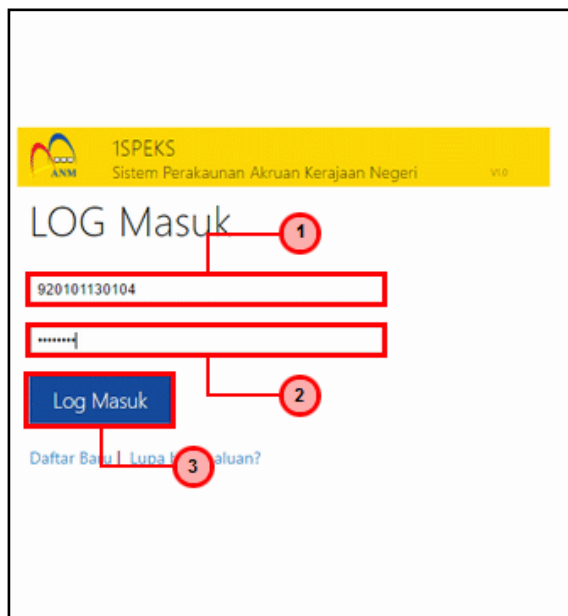 1SPEKS
ANM
Sistem Perakaunan Akruan Kerajaan Negeri V1.0
LOG Masuk
1
920101130104
••••••••
2
Log Masuk
Daftar Baru | Lupa
3